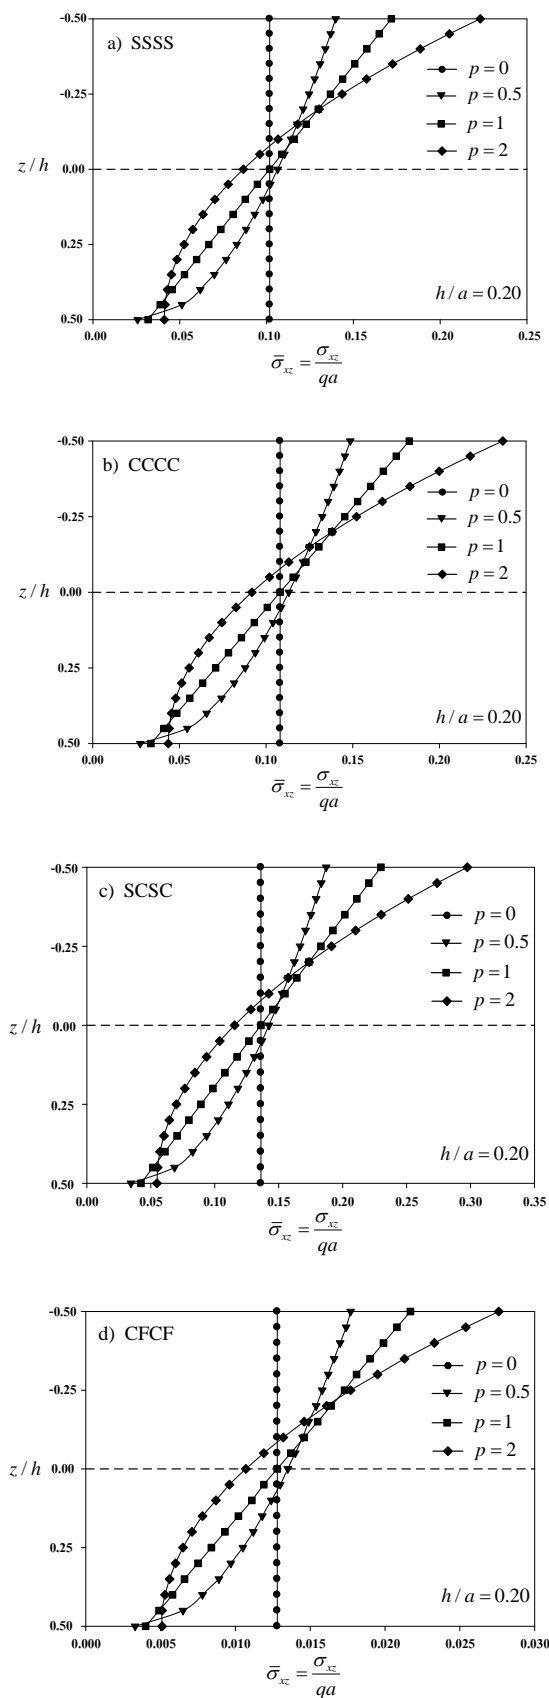 -0.50
a) SSSS
p = 0
-0.25
p = 0.5
p = 1
p = 2
z / h
0.00
0.25
h / a = 0.20
0.50
0.00 0.05 0.10 0.15 0.20 0.25
σ̅xz = σxz / qa
-0.50
b) CCCC
p = 0
-0.25
p = 0.5
p = 1
p = 2
z / h
0.00
0.25
h / a = 0.20
0.50
0.00 0.05 0.10 0.15 0.20 0.25
σ̅xz = σxz / qa
-0.50
c) SCSC
p = 0
-0.25
p = 0.5
p = 1
p = 2
z / h
0.00
0.25
h / a = 0.20
0.50
0.00 0.05 0.10 0.15 0.20 0.25 0.30 0.35
σ̅xz = σxz / qa
-0.50
d) CFCF
p = 0
-0.25
p = 0.5
p = 1
p = 2
z / h
0.00
0.25
h / a = 0.20
0.50
0.000 0.005 0.010 0.015 0.020 0.025 0.030
σ̅xz = σxz / qa